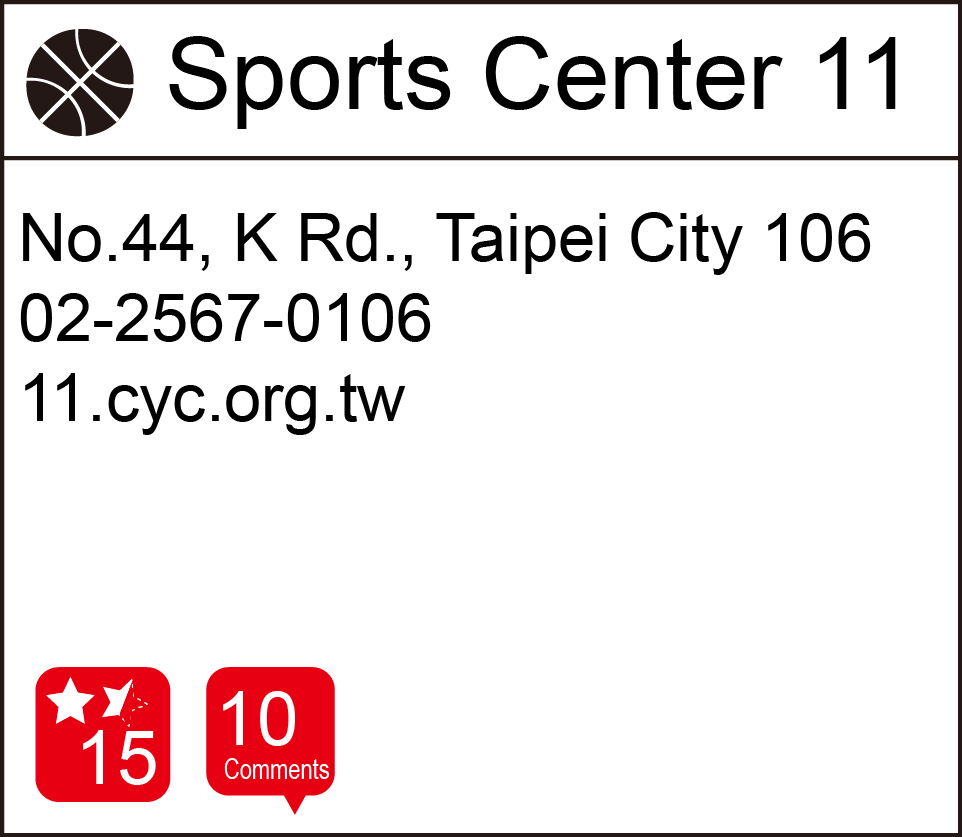 Sports Center 11
No.44, K Rd., Taipei City 106
02-2567-0106
11.cyc.org.tw
15
10
Comments